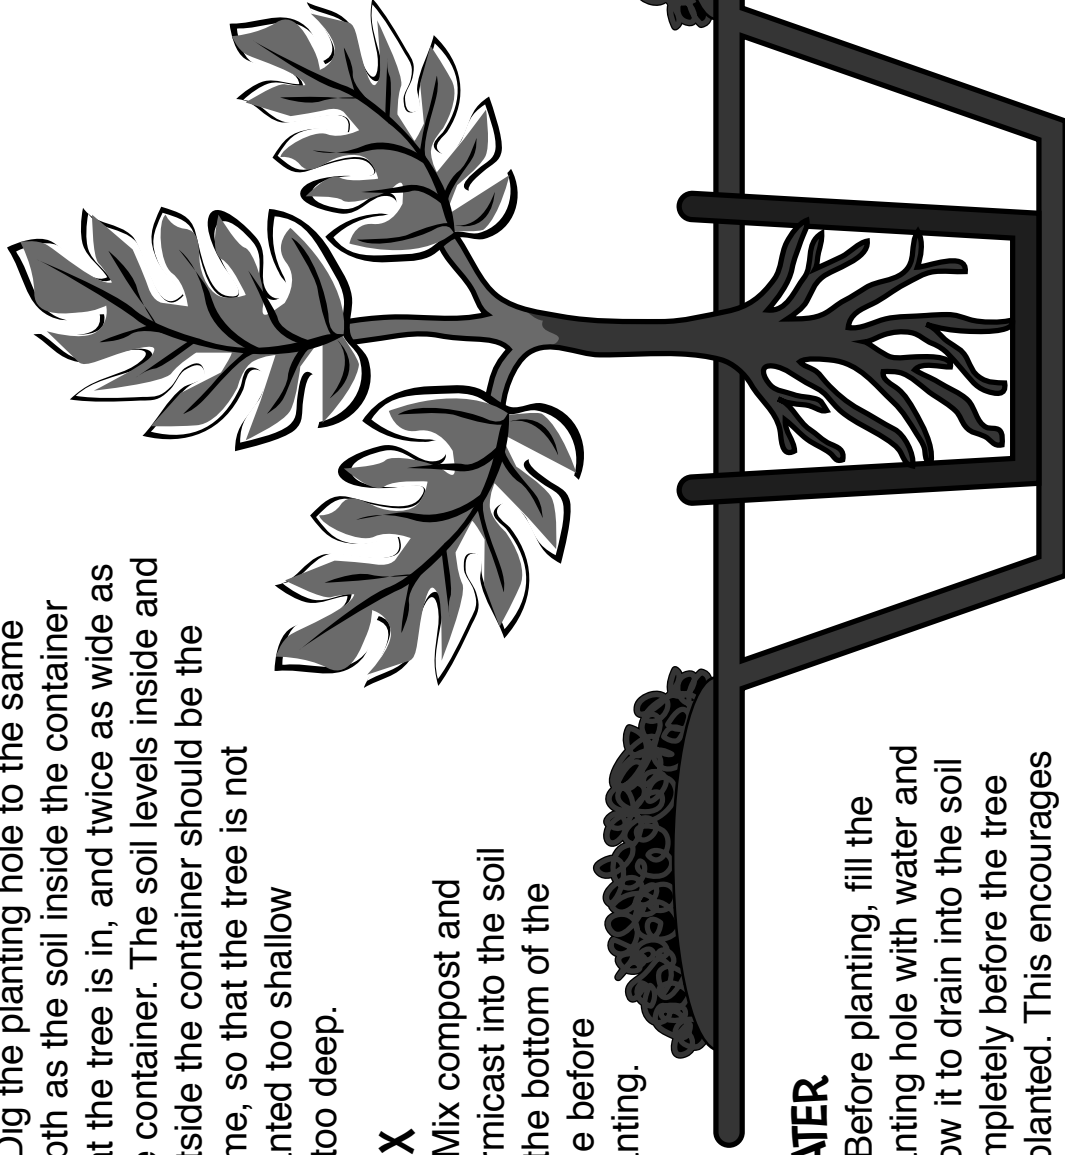 Dig the planting hole to the same
pth as the soil inside the container
at the tree is in, and twice as wide as
e container. The soil levels inside and
tside the container should be the
me, so that the tree is not
nted too shallow
too deep.
X
Mix compost and
rmicast into the soil
the bottom of the
e before
nting.
ATER
Before planting, fill the
nting hole with water and
ow it to drain into the soil
mpletely before the tree
planted. This encourages